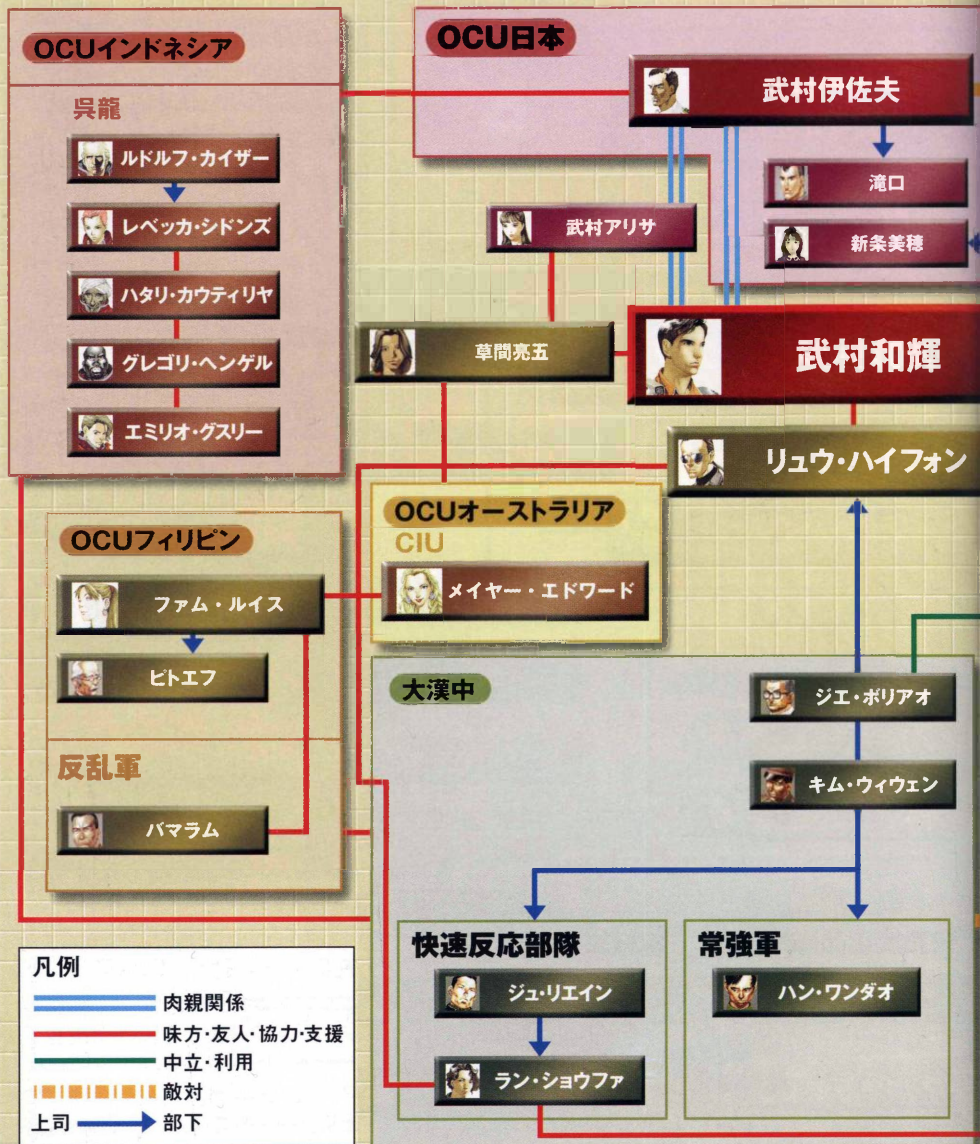 OCUインドネシア
呉龍
ルドルフ・カイザー
レベッカ・シドンズ
ハタリ・カウティリヤ
グレゴリ・ヘンゲル
エミリオ・グスリー
OCU日本
武村伊佐夫
滝口
新条美穂
武村アリサ
草間亮五
武村和輝
リュウ・ハイフォン
OCUフィリピン
ファム・ルイス
ピトエフ
反乱軍
バマラム
OCUオーストラリア
CIU
メイヤー・エドワード
大漢中
ジエ・ボリアオ
キム・ウィウェン
快速反応部隊
ジュ・リエイン
ラン・ショウファ
常強軍
ハン・ワンダオ
凡例
肉親関係
味方・友人・協力・支援
中立・利用
敵対
上司
部下